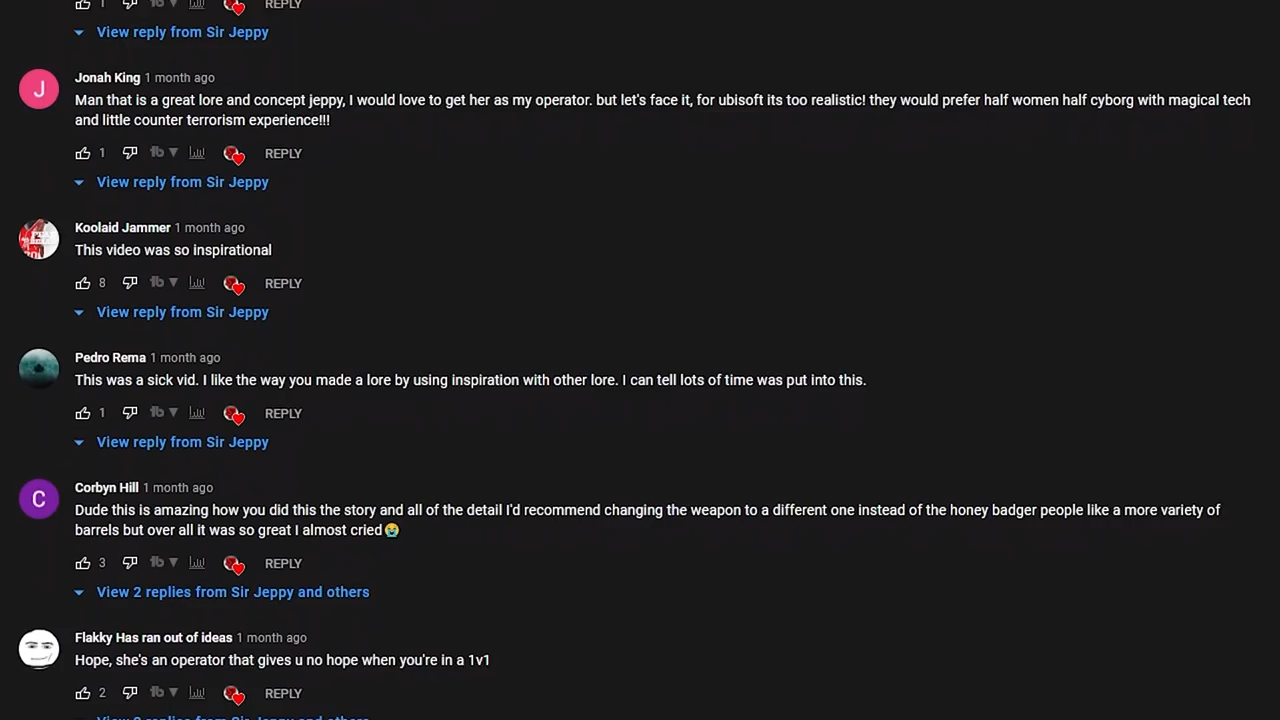 1 REPLY
View reply from Sir Jeppy
J
Jonah King 1 month ago
Man that is a great lore and concept jeppy, I would love to get her as my operator. but let's face it, for ubisoft its too realistic! they would prefer half women half cyborg with magical tech
and little counter terrorism experience!!!
1 REPLY
View reply from Sir Jeppy
Koolaid Jammer 1 month ago
This video was so inspirational
8 REPLY
View reply from Sir Jeppy
Pedro Rema 1 month ago
This was a sick vid. I like the way you made a lore by using inspiration with other lore. I can tell lots of time was put into this.
1 REPLY
View reply from Sir Jeppy
C
Corbyn Hill 1 month ago
Dude this is amazing how you did this the story and all of the detail I'd recommend changing the weapon to a different one instead of the honey badger people like a more variety of
barrels but over all it was so great I almost cried😭
3 REPLY
View 2 replies from Sir Jeppy and others
Flakky Has ran out of ideas 1 month ago
Hope, she's an operator that gives u no hope when you're in a 1v1
2 REPLY
replies from Sir Jeppy and others